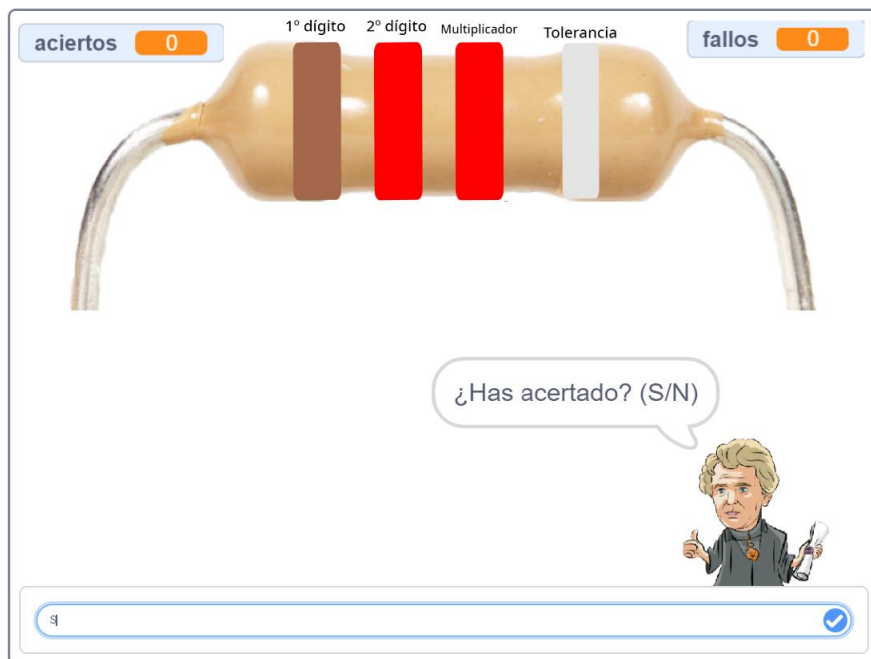 aciertos 0
1º dígito 2º dígito Multiplicador Tolerancia
fallos 0
¿Has acertado? (S/N)
s